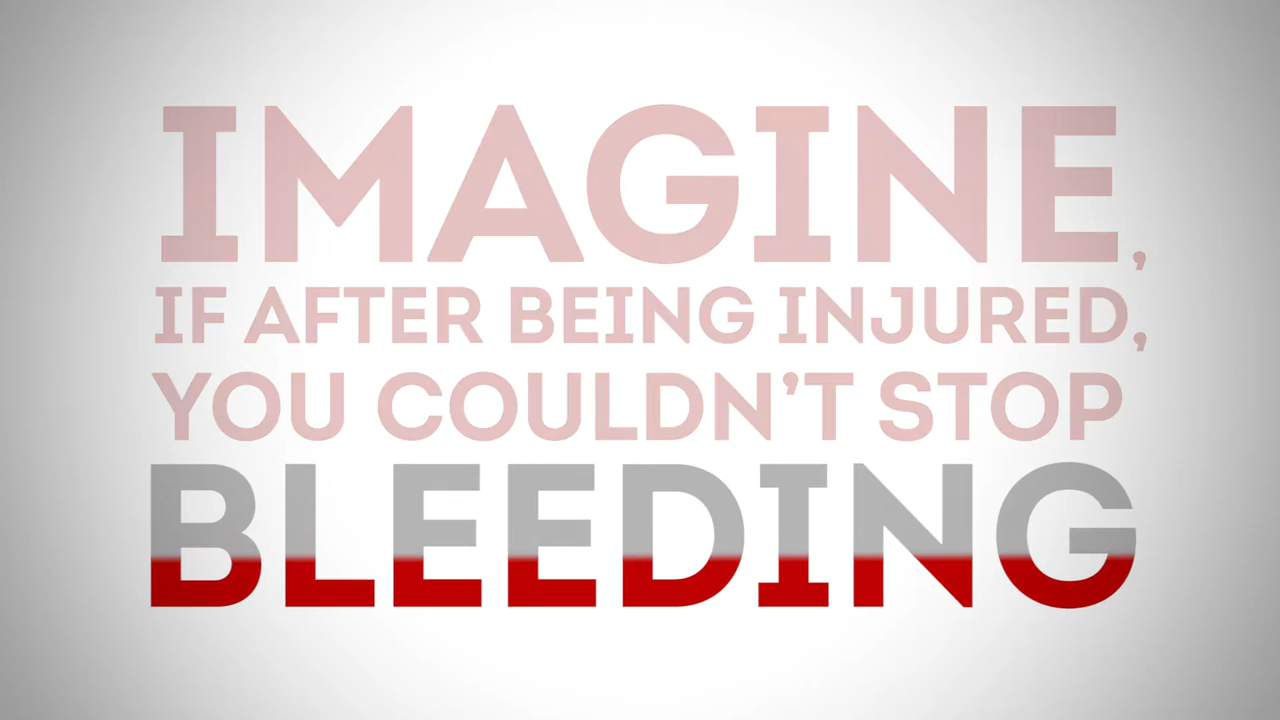 IMAGINE,
IF AFTER BEING INJURED,
YOU COULDN’T STOP
BLEEDING